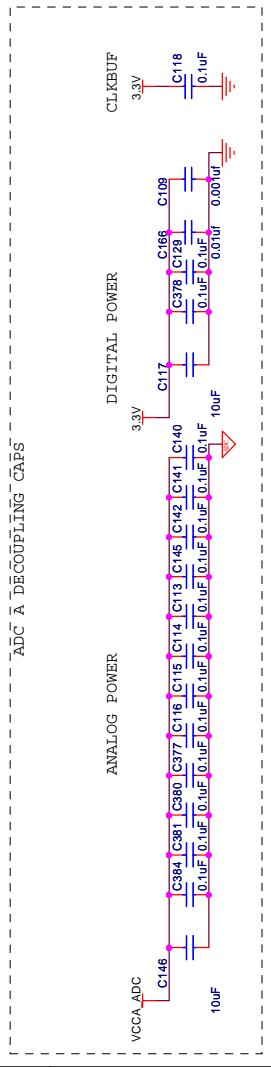 ADC A DECOUPLING CAPS
ANALOG POWER
VCCA_ADC
C146
10uF
C384
0.1uF
C381
0.1uF
C380
0.1uF
C377
0.1uF
C116
0.1uF
C115
0.1uF
C114
0.1uF
C113
0.1uF
C145
0.1uF
C142
0.1uF
C141
0.1uF
C140
0.1uF
DIGITAL POWER
3.3V
C117
10uF
C378
0.1uF
C129
0.1uF
C166
0.01uf
C109
0.001uf
CLKBUF
3.3V
C118
0.1uF